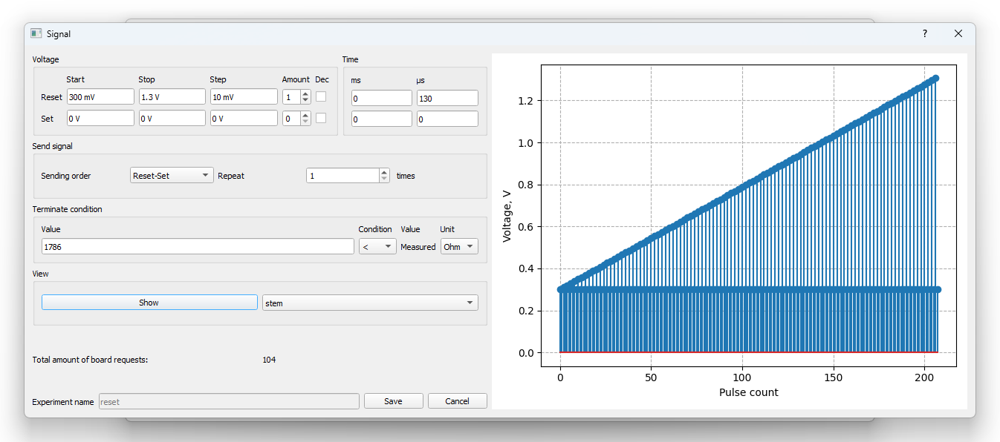 Signal ?
Voltage
Start Stop Step Amount Dec
Reset 300 mV 1.3 V 10 mV 1
Set 0 V 0 V 0 V 0
Time
ms µs
0 130
0 0
Send signal
Sending order Reset-Set Repeat 1 times
Terminate condition
Value Condition Value Unit
1786 < Measured Ohm
View
Show stem
Total amount of board requests: 104
Experiment name reset Save Cancel
Voltage, V
1.2
1.0
0.8
0.6
0.4
0.2
0.0
0 50 100 150 200
Pulse count